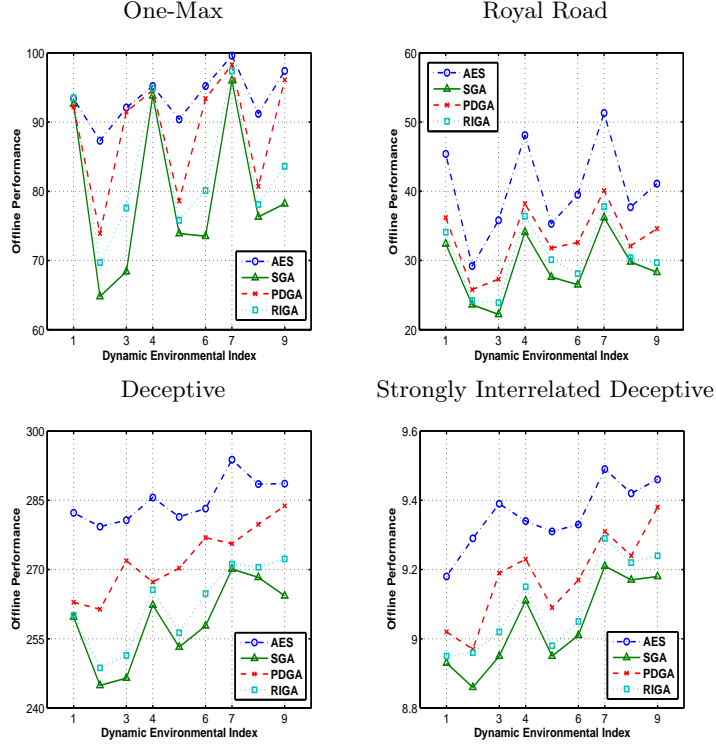 One-Max
Royal Road
100
90
80
70
60
Offline Performance
1
3
4
6
7
9
Dynamic Environmental Index
AES
SGA
PDGA
RIGA
60
50
40
30
20
Offline Performance
1
3
4
6
7
9
Dynamic Environmental Index
AES
SGA
PDGA
RIGA
Deceptive
Strongly Interrelated Deceptive
300
285
270
255
240
Offline Performance
1
3
4
6
7
9
Dynamic Environmental Index
AES
SGA
PDGA
RIGA
9.6
9.4
9.2
9
8.8
Offline Performance
1
3
4
6
7
9
Dynamic Environmental Index
AES
SGA
PDGA
RIGA